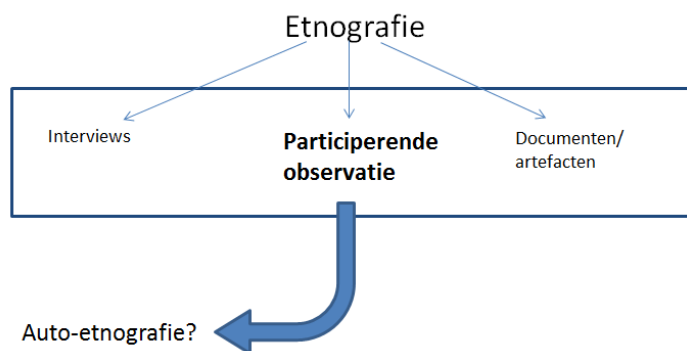 Etnografie
Interviews
Participerende
observatie
Documenten/
artefacten
Auto-etnografie?